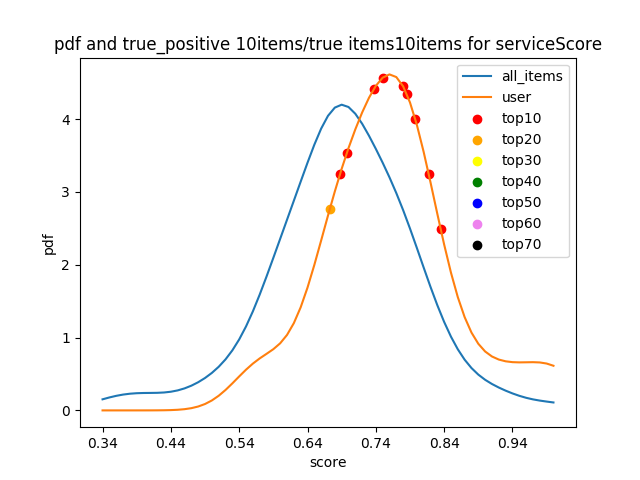 pdf and true_positive 10items/true items10items for serviceScore
all_items
user
top10
top20
top30
top40
top50
top60
top70
pdf
4
3
2
1
0
0.34 0.44 0.54 0.64 0.74 0.84 0.94
score